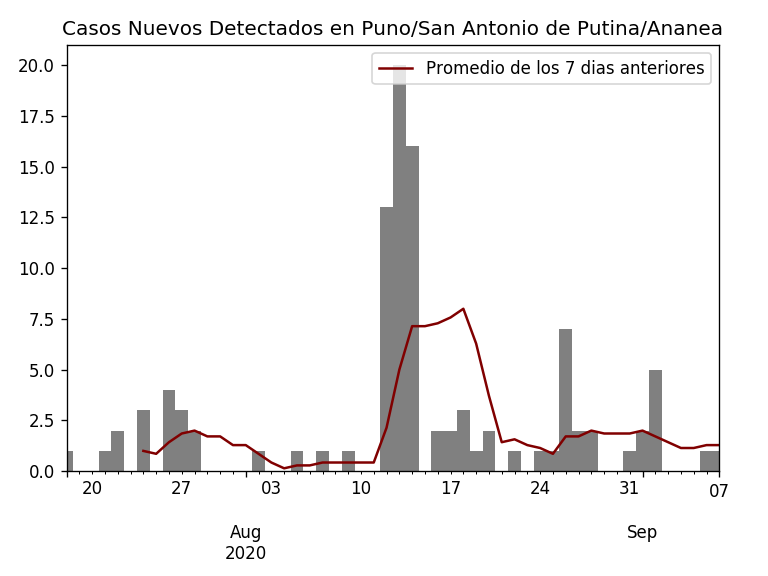 Casos Nuevos Detectados en Puno/San Antonio de Putina/Ananea
Promedio de los 7 dias anteriores
20.0
17.5
15.0
12.5
10.0
7.5
5.0
2.5
0.0
20 27 03 10 17 24 31 07
Aug Sep
2020